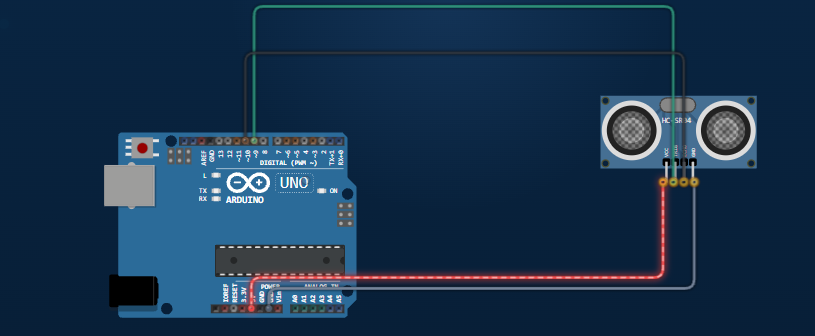 HC-SR04
VCC
GND
AREF
GND
13
12
~11
~10
~9
8
7
~6
~5
4
~3
2
TX→1
RX←0
DIGITAL (PWM ~)
L
TX
RX
UNO
ON
ARDUINO
POWER
ANALOG IN
IOREF
RESET
3.3V
GND
Vin
A0
A1
A2
A3
A4
A5